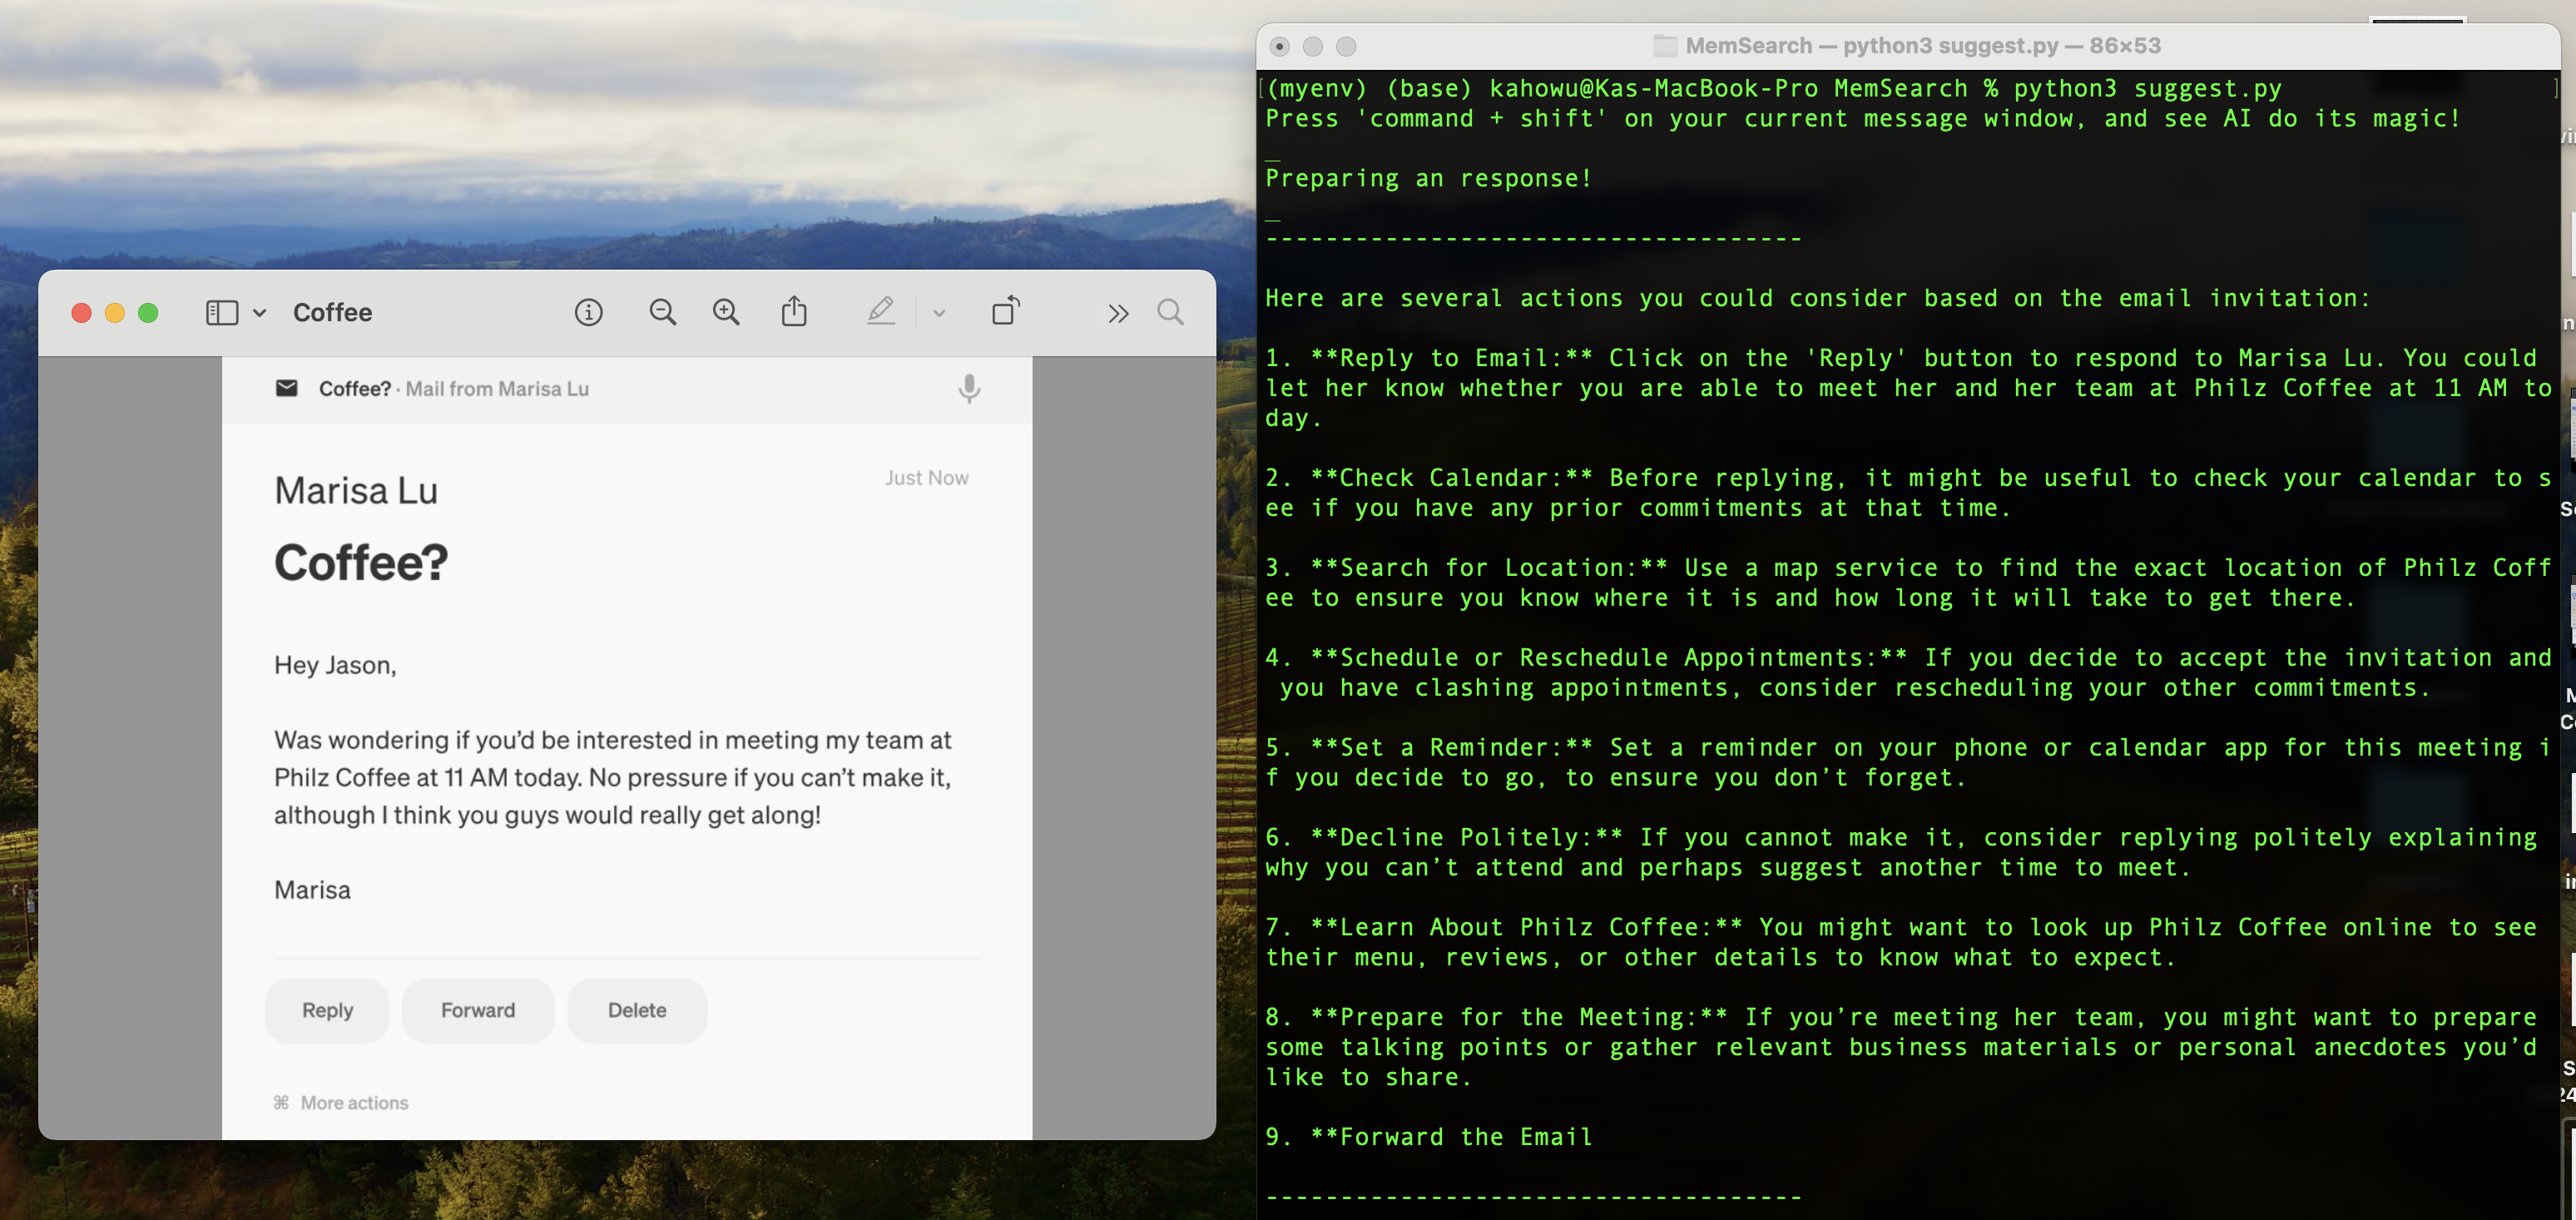 Coffee
Coffee? · Mail from Marisa Lu
Marisa Lu
Just Now
Coffee?
Hey Jason,
Was wondering if you’d be interested in meeting my team at
Philz Coffee at 11 AM today. No pressure if you can’t make it,
although I think you guys would really get along!
Marisa
Reply Forward Delete
⌘ More actions
MemSearch — python3 suggest.py — 86×53
(myenv) (base) kahowu@Kas-MacBook-Pro MemSearch % python3 suggest.py
Press 'command + shift' on your current message window, and see AI do its magic!
_
Preparing an response!
_
------------------------------------
Here are several actions you could consider based on the email invitation:
1. **Reply to Email:** Click on the 'Reply' button to respond to Marisa Lu. You could
let her know whether you are able to meet her and her team at Philz Coffee at 11 AM to
day.
2. **Check Calendar:** Before replying, it might be useful to check your calendar to s
ee if you have any prior commitments at that time.
3. **Search for Location:** Use a map service to find the exact location of Philz Coff
ee to ensure you know where it is and how long it will take to get there.
4. **Schedule or Reschedule Appointments:** If you decide to accept the invitation and
you have clashing appointments, consider rescheduling your other commitments.
5. **Set a Reminder:** Set a reminder on your phone or calendar app for this meeting i
f you decide to go, to ensure you don’t forget.
6. **Decline Politely:** If you cannot make it, consider replying politely explaining
why you can’t attend and perhaps suggest another time to meet.
7. **Learn About Philz Coffee:** You might want to look up Philz Coffee online to see
their menu, reviews, or other details to know what to expect.
8. **Prepare for the Meeting:** If you’re meeting her team, you might want to prepare
some talking points or gather relevant business materials or personal anecdotes you’d
like to share.
9. **Forward the Email
------------------------------------